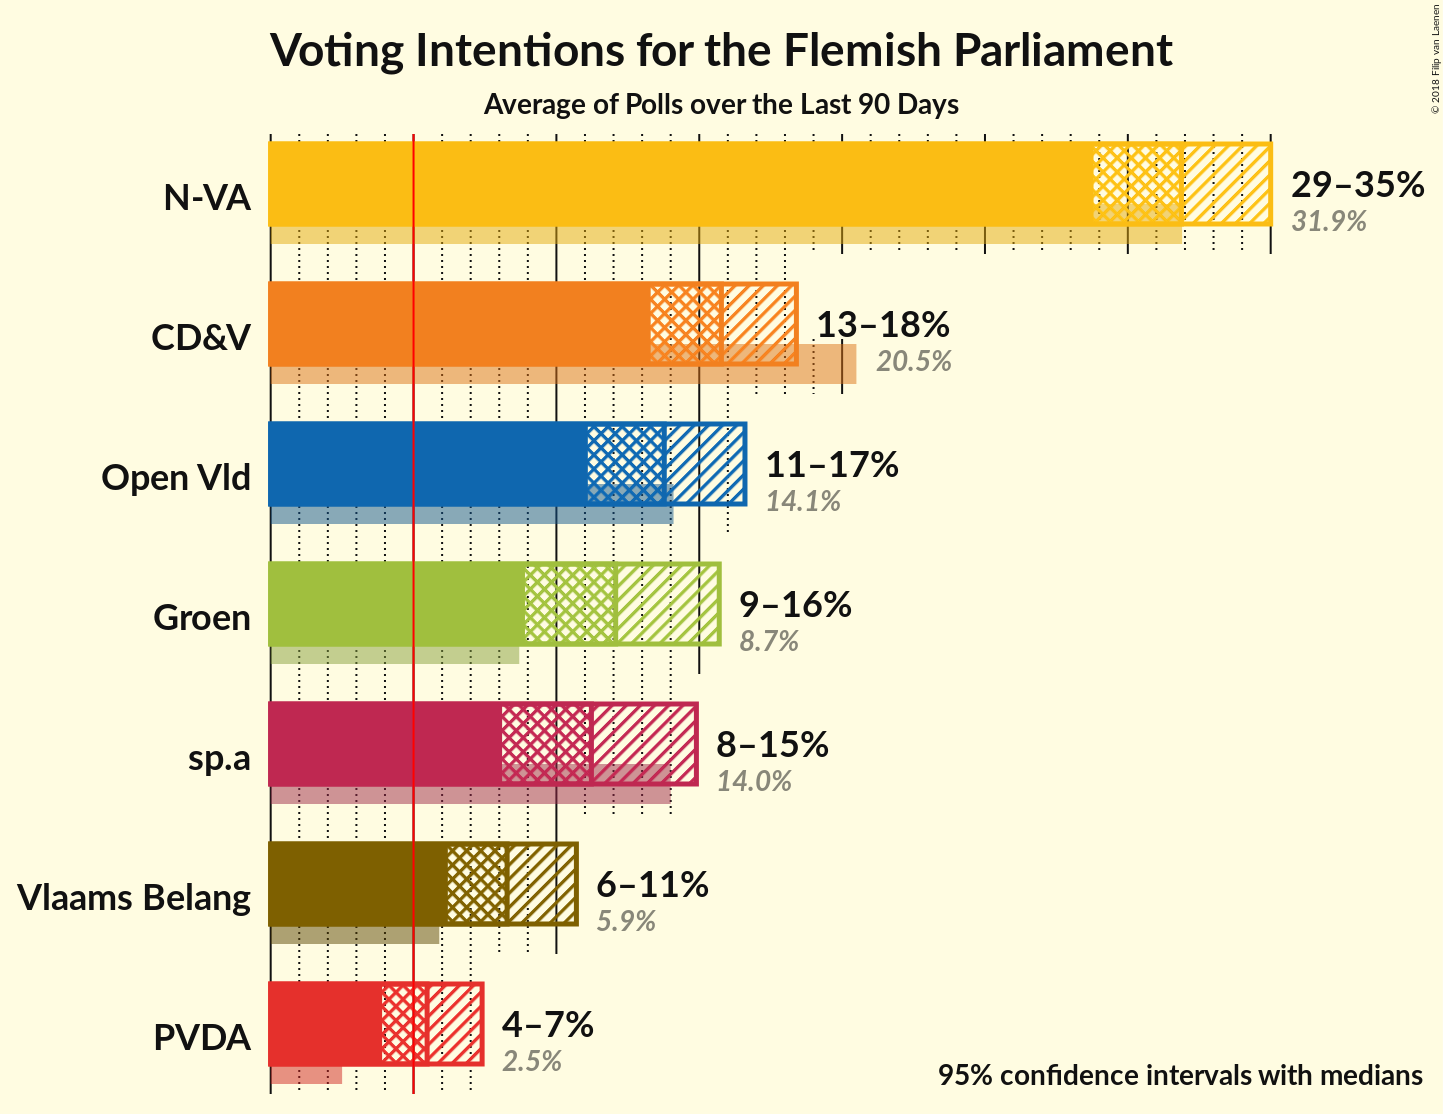 Voting Intentions for the Flemish Parliament
Average of Polls over the Last 90 Days
© 2018 Filip van Laenen
N-VA
29–35%
31.9%
CD&V
13–18%
20.5%
Open Vld
11–17%
14.1%
Groen
9–16%
8.7%
sp.a
8–15%
14.0%
Vlaams Belang
6–11%
5.9%
PVDA
4–7%
2.5%
95% confidence intervals with medians